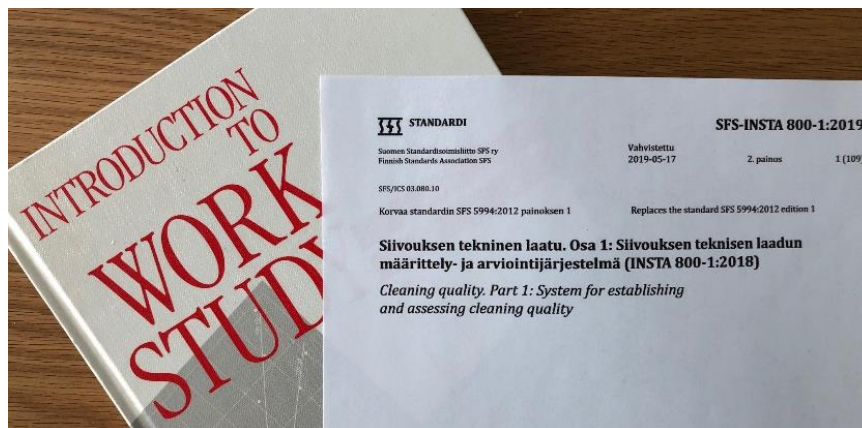 INTRODUCTION
TO
WORK
STUDY
STANDARDI
SFS-INSTA 800-1:2019
Suomen Standardisoimisliitto SFS ry
Finnish Standards Association SFS
Vahvistettu
2019-05-17
2. painos
1 (109)
SFS/ICS 03.080.10
Korvaa standardin SFS 5994:2012 painoksen 1
Replaces the standard SFS 5994:2012 edition 1
Siivouksen tekninen laatu. Osa 1: Siivouksen teknisen laadun
määrittely- ja arviointijärjestelmä (INSTA 800-1:2018)
Cleaning quality. Part 1: System for establishing
and assessing cleaning quality